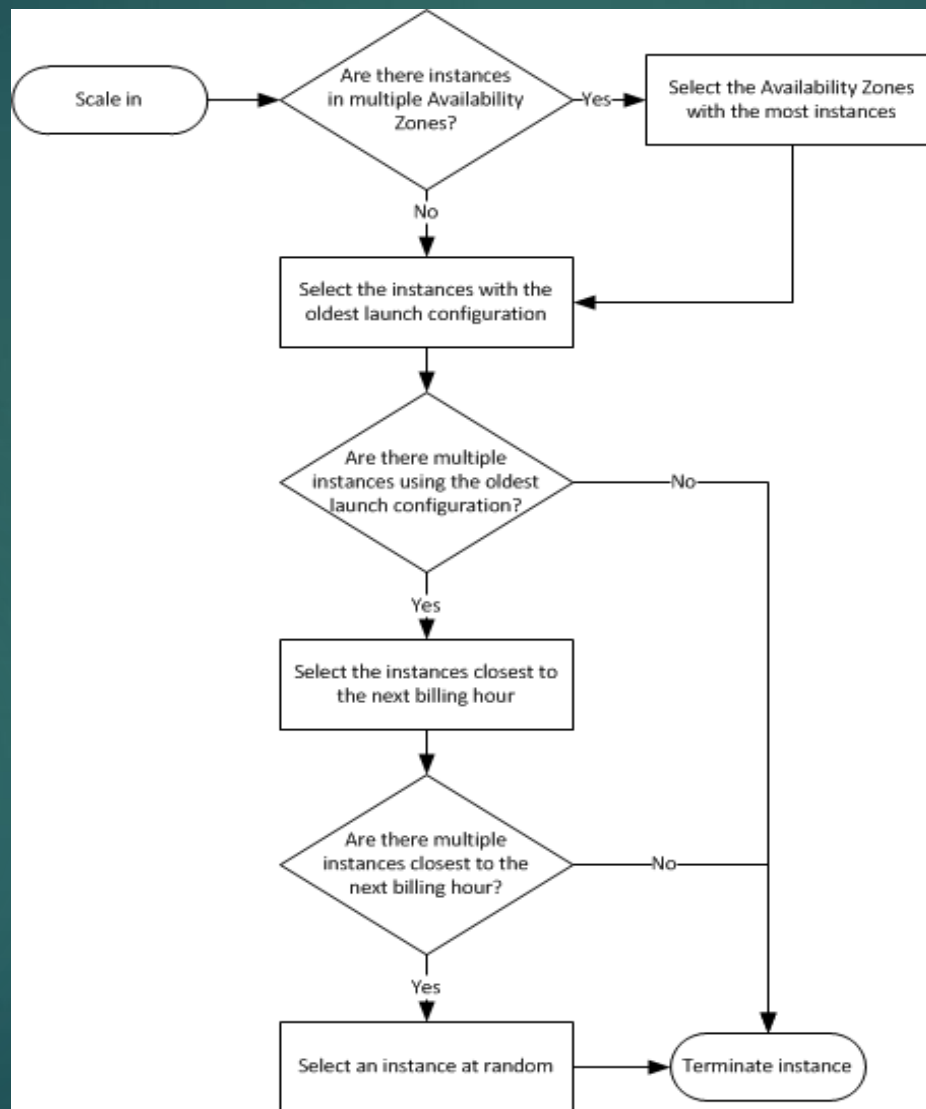 Scale in
Are there instances
in multiple Availability
Zones?
Yes
Select the Availability Zones
with the most instances
No
Select the instances with the
oldest launch configuration
Are there multiple
instances using the oldest
launch configuration?
No
Yes
Select the instances closest to
the next billing hour
Are there multiple
instances closest to the
next billing hour?
No
Yes
Select an instance at random
Terminate instance